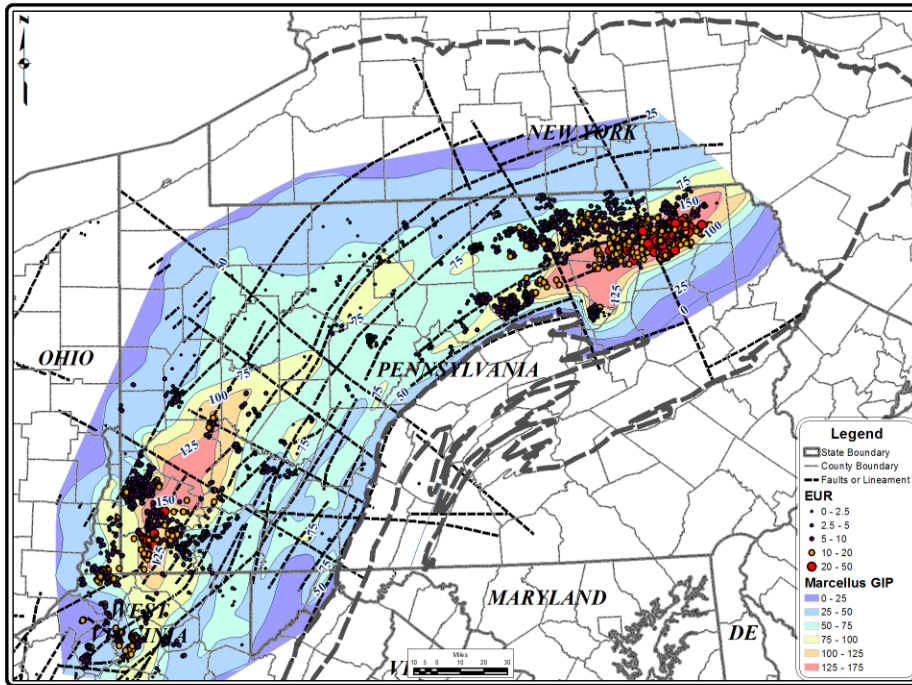 Z
25
NEW YORK
75
150
100
50
75
125
25
0
75
OHIO
PENNSYLVANIA
75
75
50
100
125
75
75
150
125
75
50
WEST
VIRGINIA
MARYLAND
DE
Miles
10 5 0 10 20 30
Legend
State Boundary
County Boundary
Faults or Lineament
EUR
0 - 2.5
2.5 - 5
5 - 10
10 - 20
20 - 50
Marcellus GIP
0 - 25
25 - 50
50 - 75
75 - 100
100 - 125
125 - 175